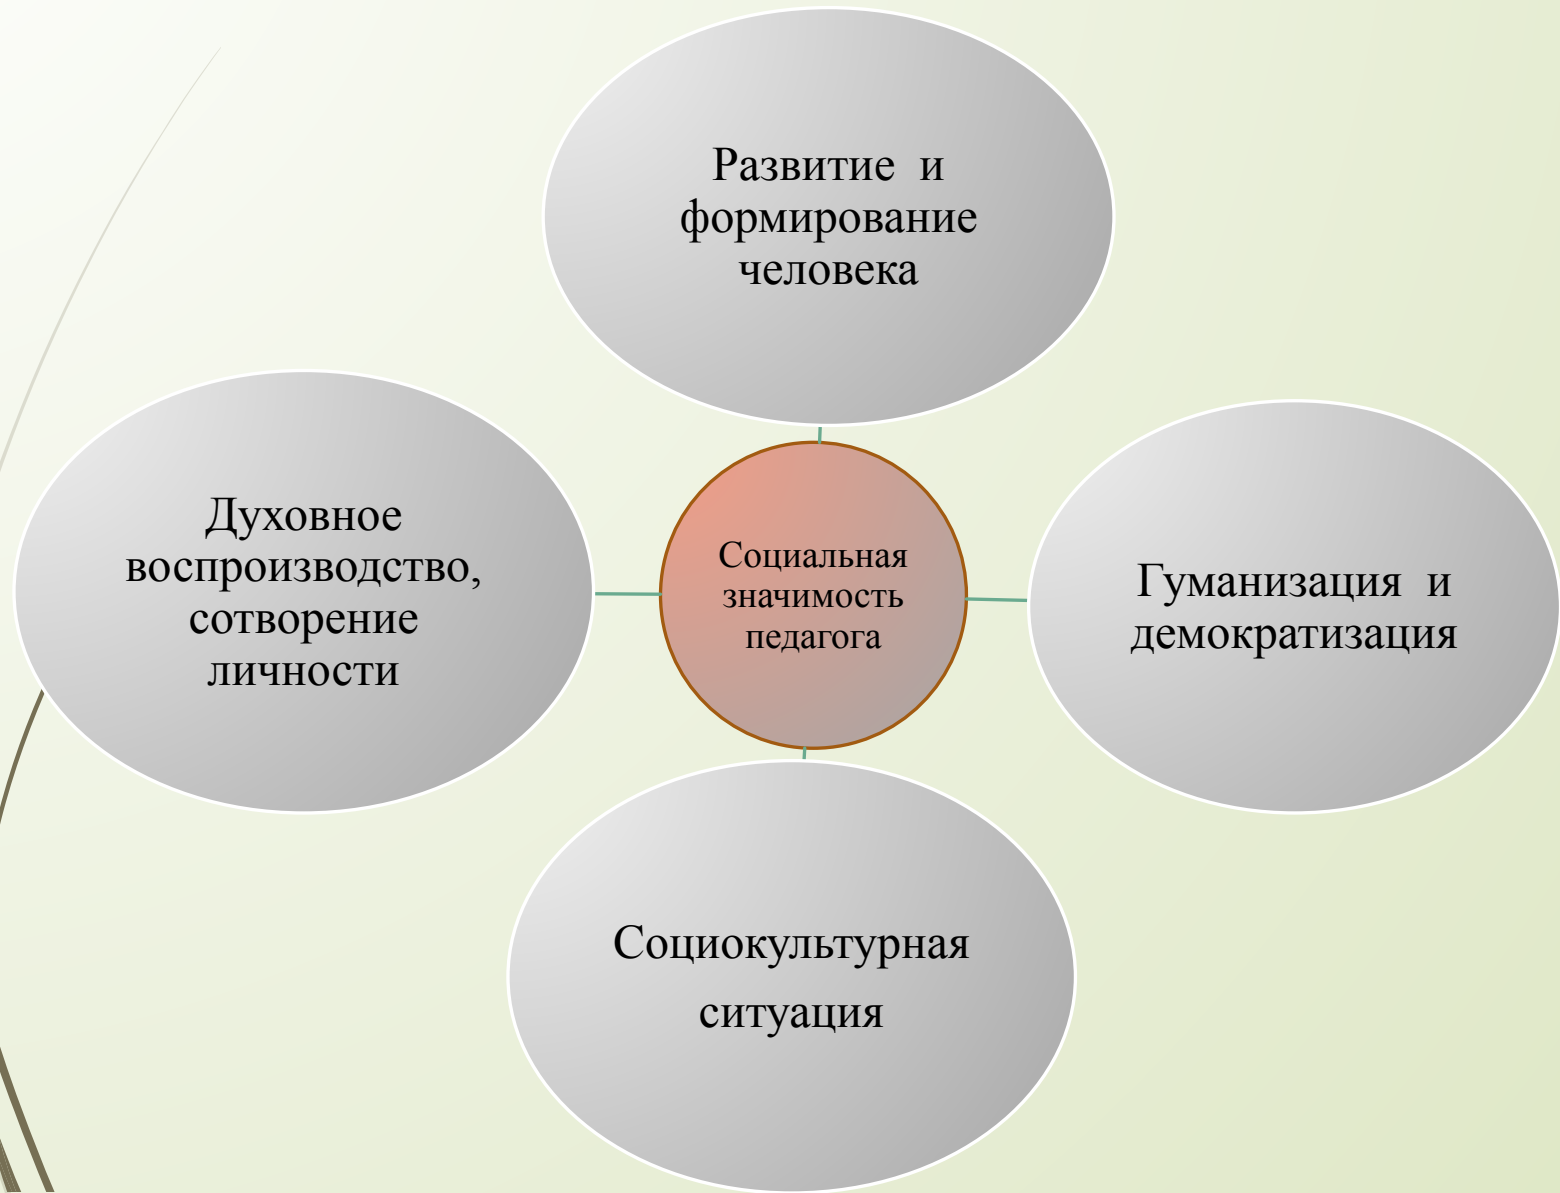 Развитие и
формирование
человека
Духовное
воспроизводство,
сотворение
личности
Социальная
значимость
педагога
Гуманизация и
демократизация
Социокультурная
ситуация